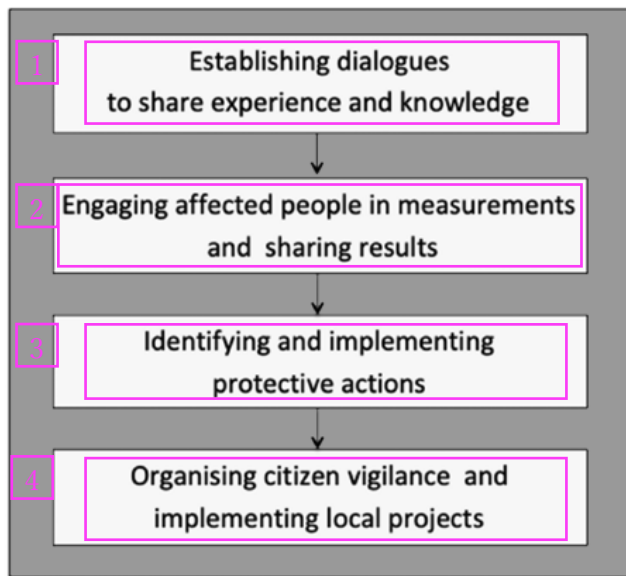 1
Establishing dialogues
to share experience and knowledge
2
Engaging affected people in measurements
and sharing results
3
Identifying and implementing
protective actions
4
Organising citizen vigilance and
implementing local projects